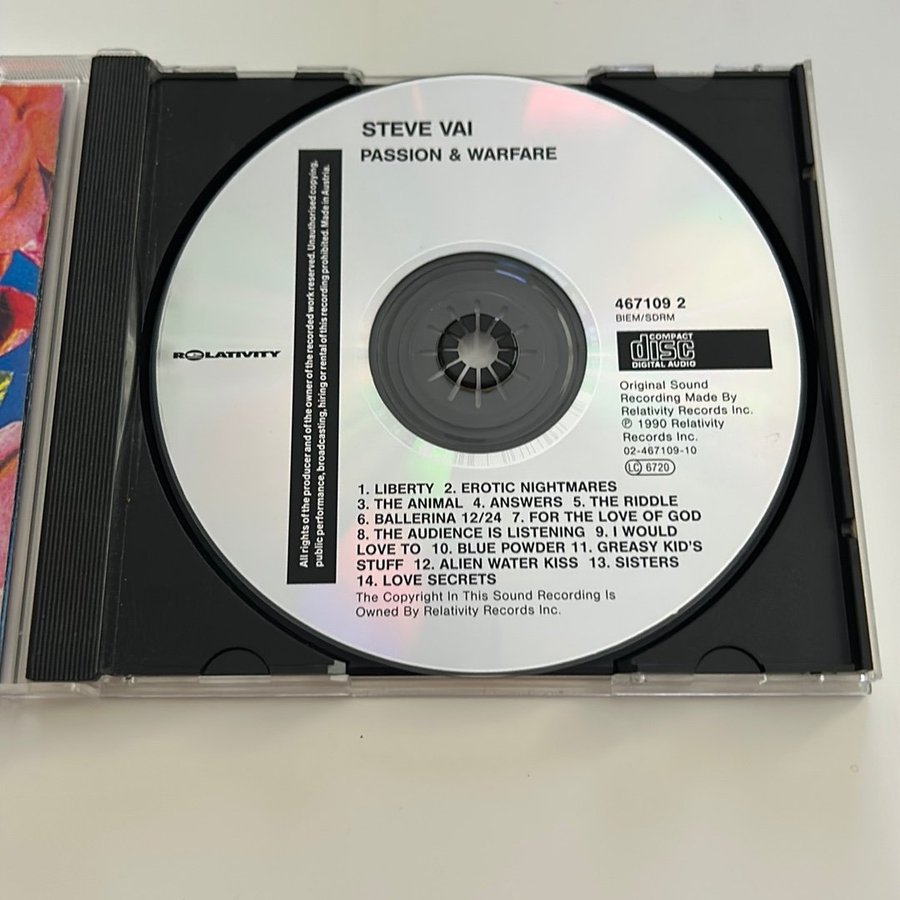 STEVE VAI
PASSION & WARFARE
All rights of the producer and of the owner of the recorded work reserved. Unauthorised copying,
public performance, broadcasting, hiring or rental of this recording prohibited. Made in Austria.
RELATIVITY
467109 2
BIEM/SDRM
COMPACT
disc
DIGITAL AUDIO
Original Sound
Recording Made By
Relativity Records Inc.
℗ 1990 Relativity
Records Inc.
02-467109-10
LC 6720
1. LIBERTY 2. EROTIC NIGHTMARES
3. THE ANIMAL 4. ANSWERS 5. THE RIDDLE
6. BALLERINA 12/24 7. FOR THE LOVE OF GOD
8. THE AUDIENCE IS LISTENING 9. I WOULD
LOVE TO 10. BLUE POWDER 11. GREASY KID'S
STUFF 12. ALIEN WATER KISS 13. SISTERS
14. LOVE SECRETS
The Copyright In This Sound Recording Is
Owned By Relativity Records Inc.